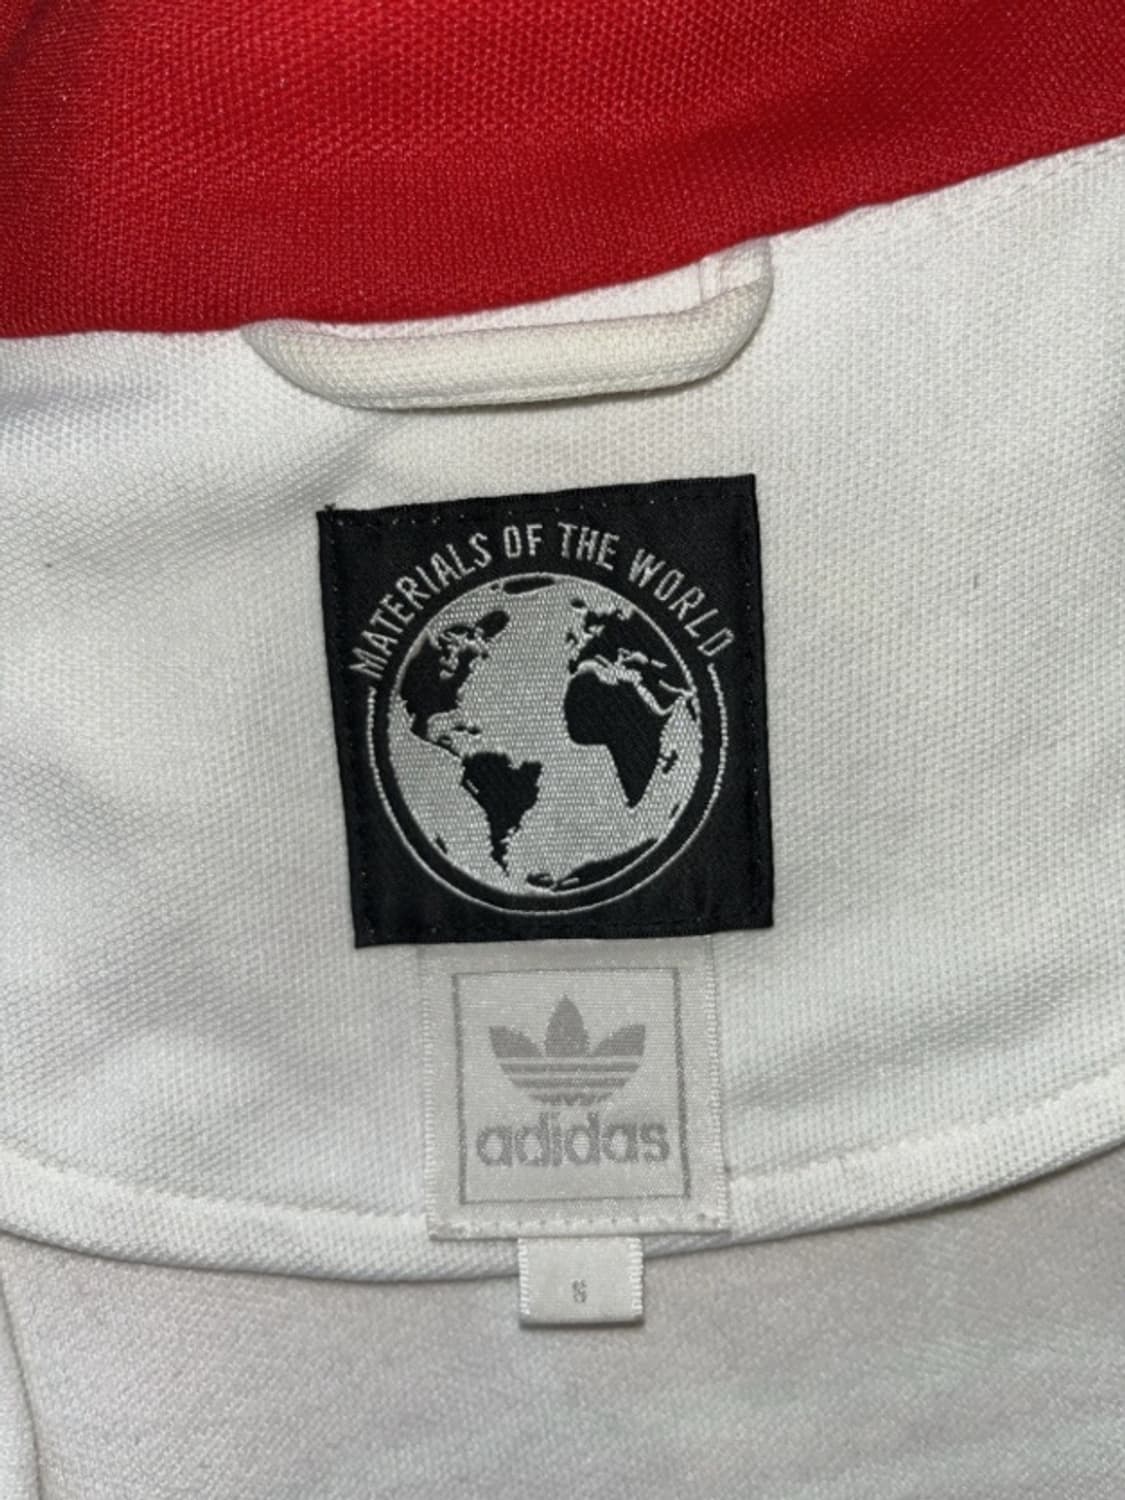 MATERIALS OF THE WORLD
adidas
S